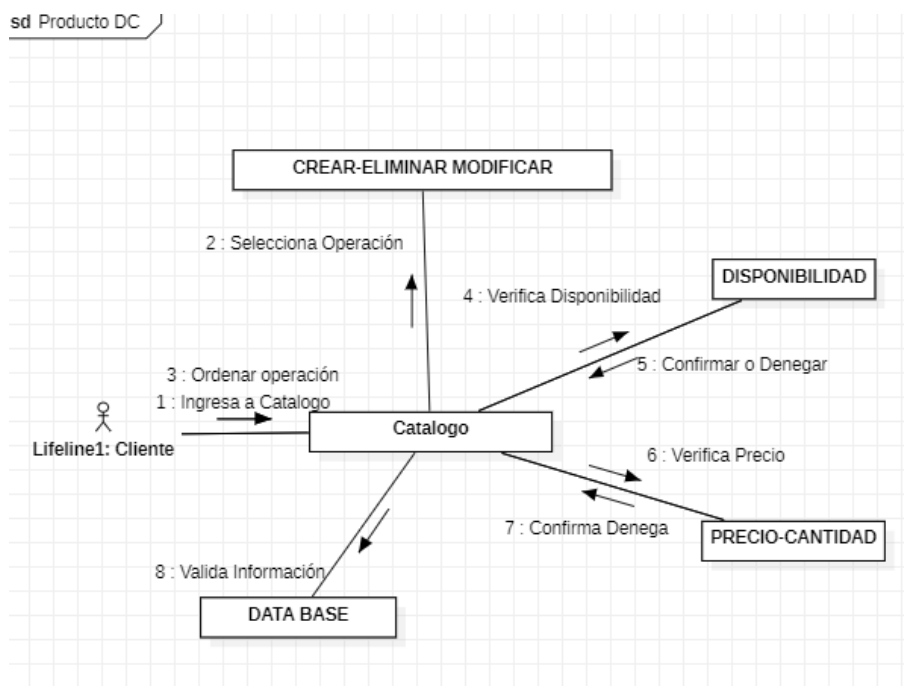 sd Producto DC
CREAR-ELIMINAR MODIFICAR
2 : Selecciona Operación
DISPONIBILIDAD
4 : Verifica Disponibilidad
5 : Confirmar o Denegar
3 : Ordenar operación
1 : Ingresa a Catalogo
Lifeline1: Cliente
Catalogo
6 : Verifica Precio
7 : Confirma Denega
PRECIO-CANTIDAD
8 : Valida Información
DATA BASE